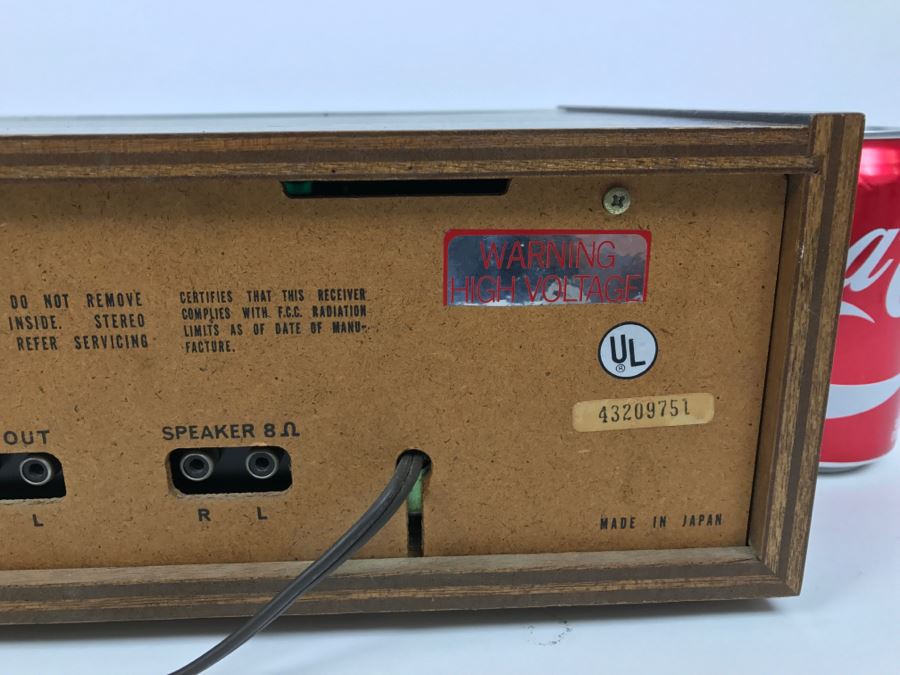 WARNING
HIGH VOLTAGE
DO NOT REMOVE
INSIDE. STEREO
REFER SERVICING
CERTIFIES THAT THIS RECEIVER
COMPLIES WITH F.C.C. RADIATION
LIMITS AS OF DATE OF MANU-
FACTURE.
UL
®
43209751
OUT
L
SPEAKER 8Ω
R L
MADE IN JAPAN